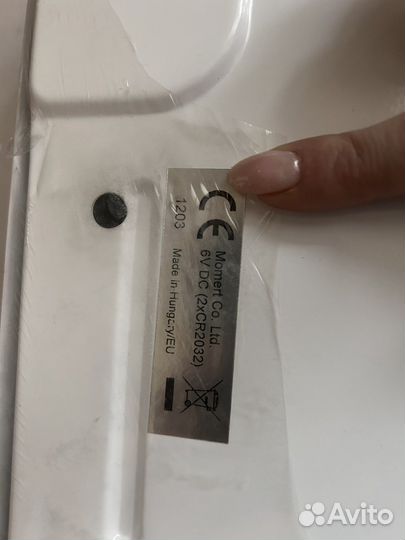 CE
Momert Co. Ltd.
6V DC (2xCR2032)
1203 Made in Hungary/EU
Avito